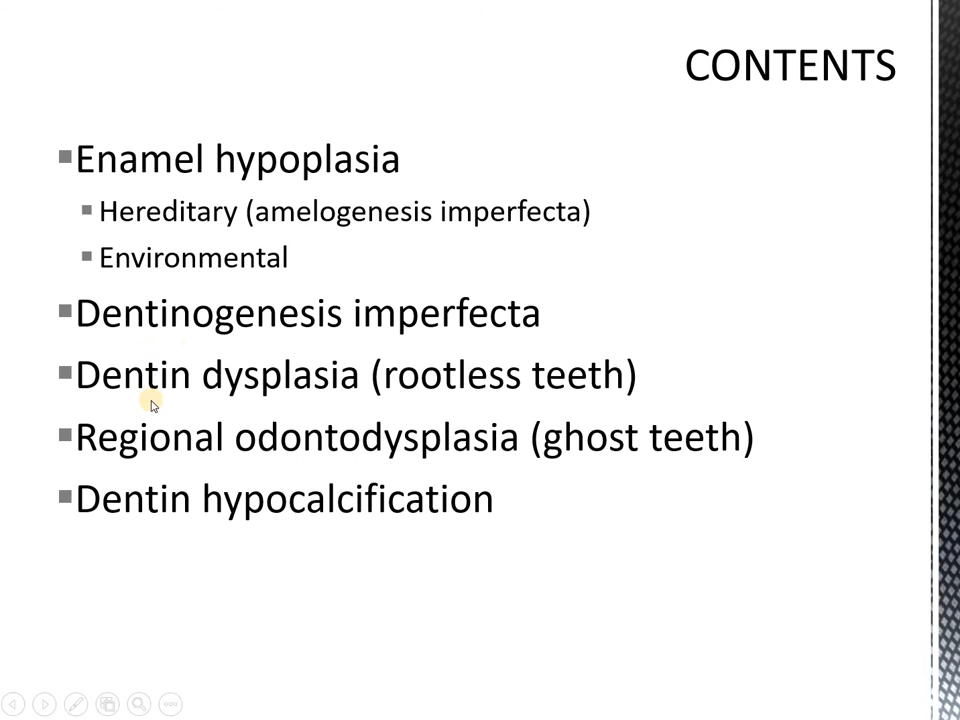 CONTENTS
Enamel hypoplasia
Hereditary (amelogenesis imperfecta)
Environmental
Dentinogenesis imperfecta
Dentin dysplasia (rootless teeth)
Regional odontodysplasia (ghost teeth)
Dentin hypocalcification